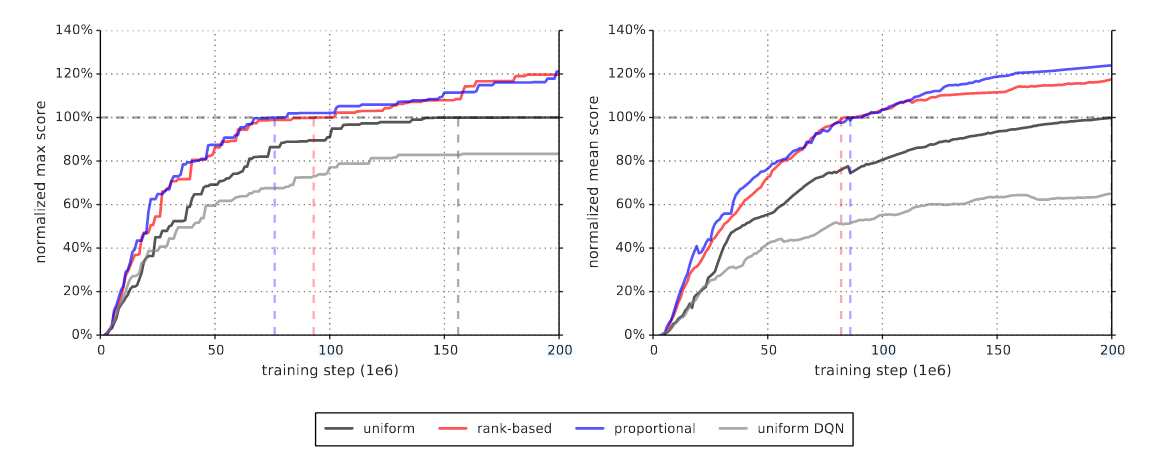 140%
120%
100%
80%
60%
40%
20%
0%
normalized max score
0 50 100 150 200
training step (1e6)
140%
120%
100%
80%
60%
40%
20%
0%
normalized mean score
0 50 100 150 200
training step (1e6)
uniform rank-based proportional uniform DQN